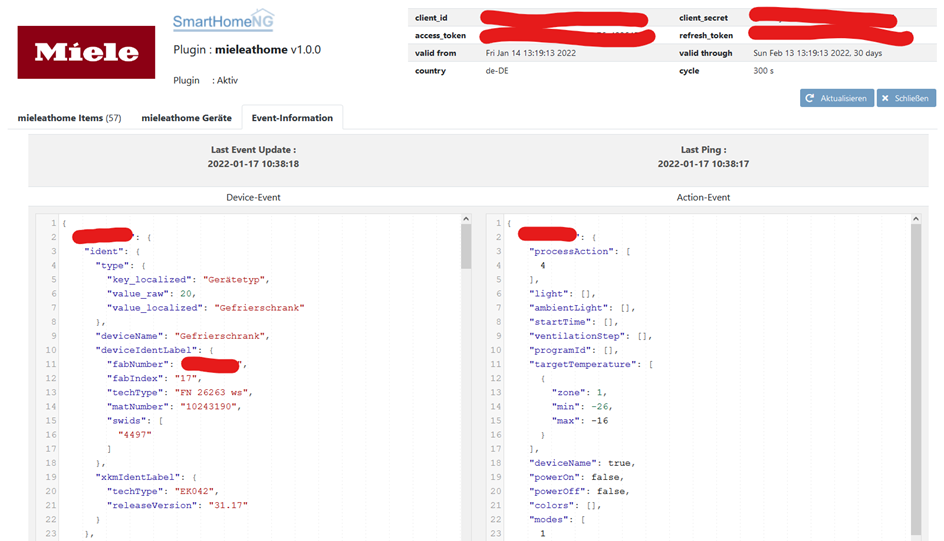 Miele
SmartHomeNG
Plugin : mieleathome v1.0.0
Plugin : Aktiv
client_id client_secret
access_token refresh_token
valid from Fri Jan 14 13:19:13 2022 valid through Sun Feb 13 13:19:13 2022, 30 days
country de-DE cycle 300 s
Aktualisieren Schließen
mieleathome Items (57) mieleathome Geräte Event-Information
Last Event Update :
2022-01-17 10:38:18
Last Ping :
2022-01-17 10:38:17
Device-Event
1 {
2 ": {
3 "ident": {
4 "type": {
5 "key_localized": "Gerätetyp",
6 "value_raw": 20,
7 "value_localized": "Gefrierschrank"
8 },
9 "deviceName": "Gefrierschrank",
10 "deviceIdentLabel": {
11 "fabNumber": ",
12 "fabIndex": "17",
13 "techType": "FN 26263 ws",
14 "matNumber": "10243190",
15 "swids": [
16 "4497"
17 ]
18 },
19 "xkmIdentLabel": {
20 "techType": "EK042",
21 "releaseVersion": "31.17"
22 }
23 },
Action-Event
1 {
2 ": {
3 "processAction": [
4 4
5 ],
6 "light": [],
7 "ambientLight": [],
8 "startTime": [],
9 "ventilationStep": [],
10 "programId": [],
11 "targetTemperature": [
12 {
13 "zone": 1,
14 "min": -26,
15 "max": -16
16 }
17 ],
18 "deviceName": true,
19 "powerOn": false,
20 "powerOff": false,
21 "colors": [],
22 "modes": [
23 1